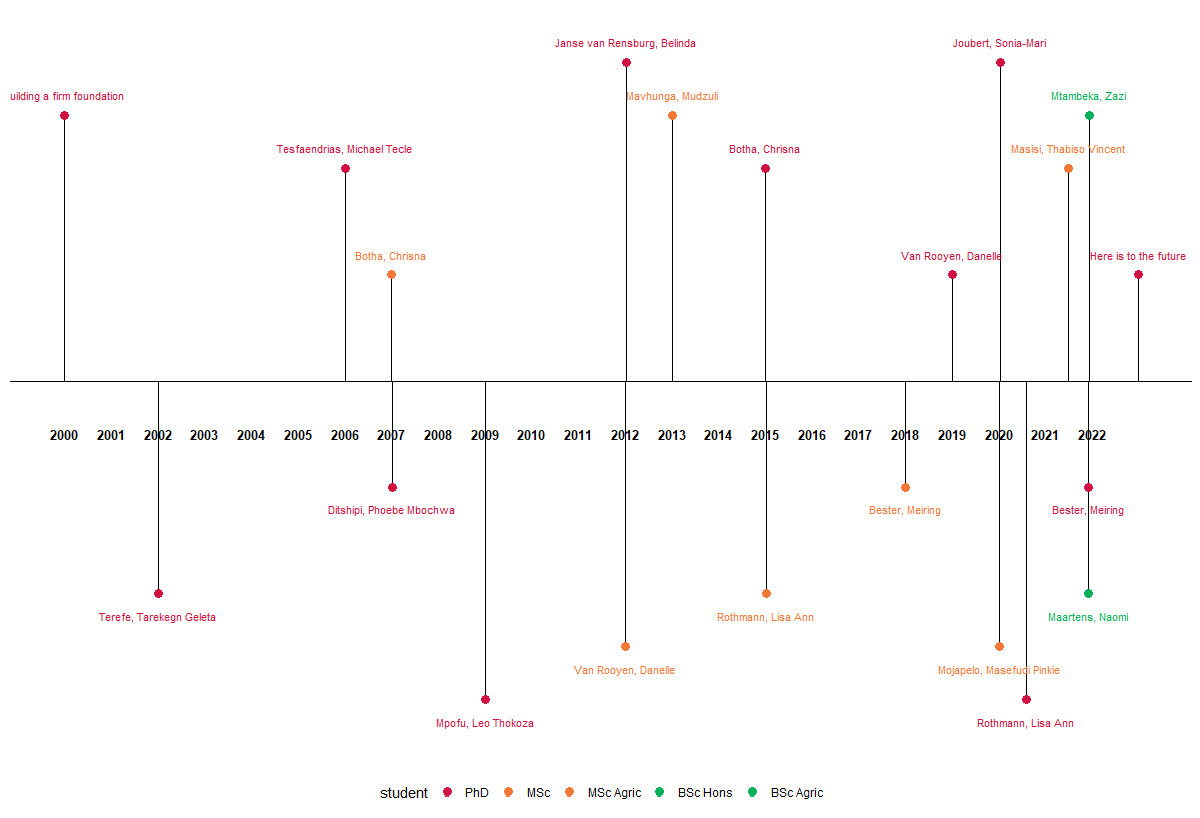 Janse van Rensburg, Belinda
Joubert, Sonia-Mari
uilding a firm foundation
Mavhunga, Mudzuli
Mtambeka, Zazi
Tesfaendrias, Michael Tecle
Botha, Chrisna
Masisi, Thabiso Vincent
Botha, Chrisna
Van Rooyen, Danelle
Here is to the future
2000 2001 2002 2003 2004 2005 2006 2007 2008 2009 2010 2011 2012 2013 2014 2015 2016 2017 2018 2019 2020 2021 2022
Ditshipi, Phoebe Mbochwa
Bester, Meiring
Bester, Meiring
Terefe, Tarekegn Geleta
Rothmann, Lisa Ann
Maartens, Naomi
Van Rooyen, Danelle
Mojapelo, Masefudi Pinkie
Mpofu, Leo Thokoza
Rothmann, Lisa Ann
student PhD MSc MSc Agric BSc Hons BSc Agric